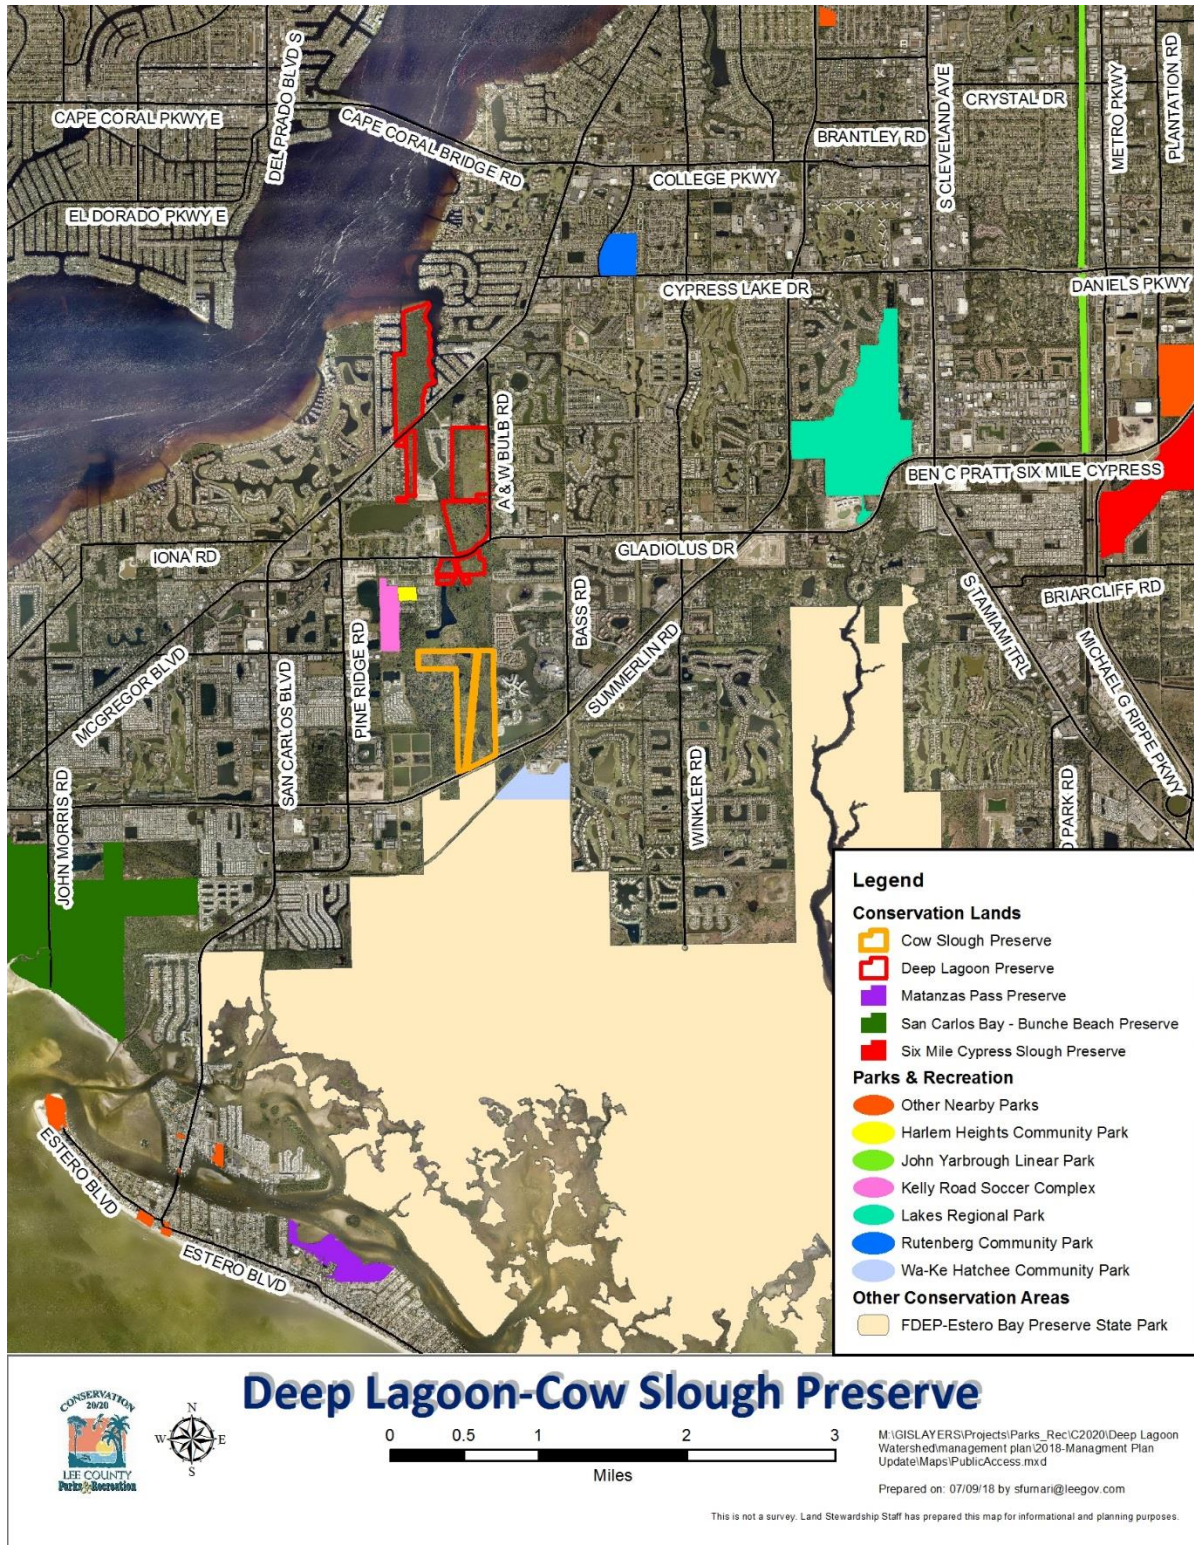 CAPE CORAL PKWY E
DEL PRADO BLVD S
CAPE CORAL BRIDGE RD
EL DORADO PKWY E
COLLEGE PKWY
BRANTLEY RD
CRYSTAL DR
S CLEVELAND AVE
METRO PKWY
PLANTATION RD
CYPRESS LAKE DR
DANIELS PKWY
A & W BULB RD
BEN C PRATT SIX MILE CYPRESS
IONA RD
GLADIOLUS DR
BASS RD
BRIARCLIFF RD
S TAMIAMI TRL
MICHAEL G RIPPE PKWY
MCGREGOR BLVD
SAN CARLOS BLVD
PINE RIDGE RD
SUMMERLIN RD
WINKLER RD
JOHN MORRIS RD
PARK RD
ESTERO BLVD
ESTERO BLVD
Legend
Conservation Lands
Cow Slough Preserve
Deep Lagoon Preserve
Matanzas Pass Preserve
San Carlos Bay - Bunche Beach Preserve
Six Mile Cypress Slough Preserve
Parks & Recreation
Other Nearby Parks
Harlem Heights Community Park
John Yarbrough Linear Park
Kelly Road Soccer Complex
Lakes Regional Park
Rutenberg Community Park
Wa-Ke Hatchee Community Park
Other Conservation Areas
FDEP-Estero Bay Preserve State Park
Deep Lagoon-Cow Slough Preserve
CONSERVATION
20/20
LEE COUNTY
Parks & Recreation
N
W E
S
0 0.5 1 2 3
Miles
M:\GISLAYERS\Projects\Parks_Rec\C2020\Deep Lagoon
Watershed\management plan\2018-Managment Plan
Update\Maps\PublicAccess.mxd
Prepared on: 07/09/18 by sfurnari@leegov.com
This is not a survey. Land Stewardship Staff has prepared this map for informational and planning purposes.